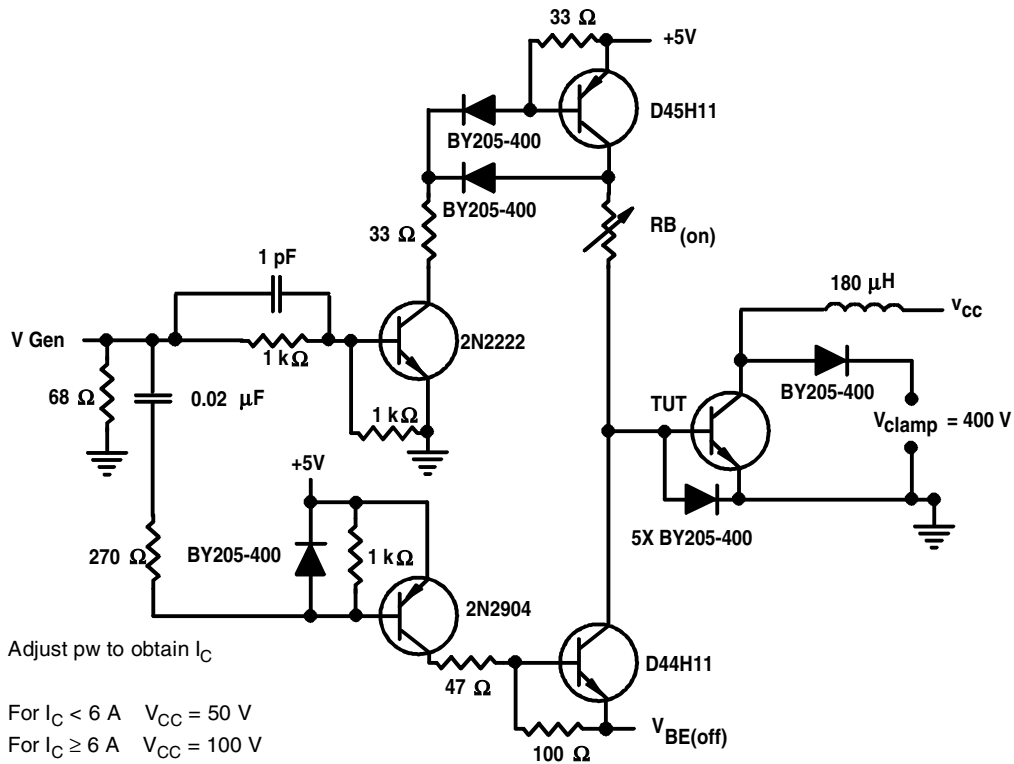 33 Ω
+5V
D45H11
BY205-400
BY205-400
33 Ω
RB(on)
1 pF
180 μH
VCC
V Gen
1 kΩ
2N2222
BY205-400
68 Ω
0.02 μF
TUT
Vclamp = 400 V
1 kΩ
+5V
5X BY205-400
270 Ω
BY205-400
1 kΩ
2N2904
Adjust pw to obtain IC
D44H11
47 Ω
For IC < 6 A VCC = 50 V
VBE(off)
For IC ≥ 6 A VCC = 100 V
100 Ω